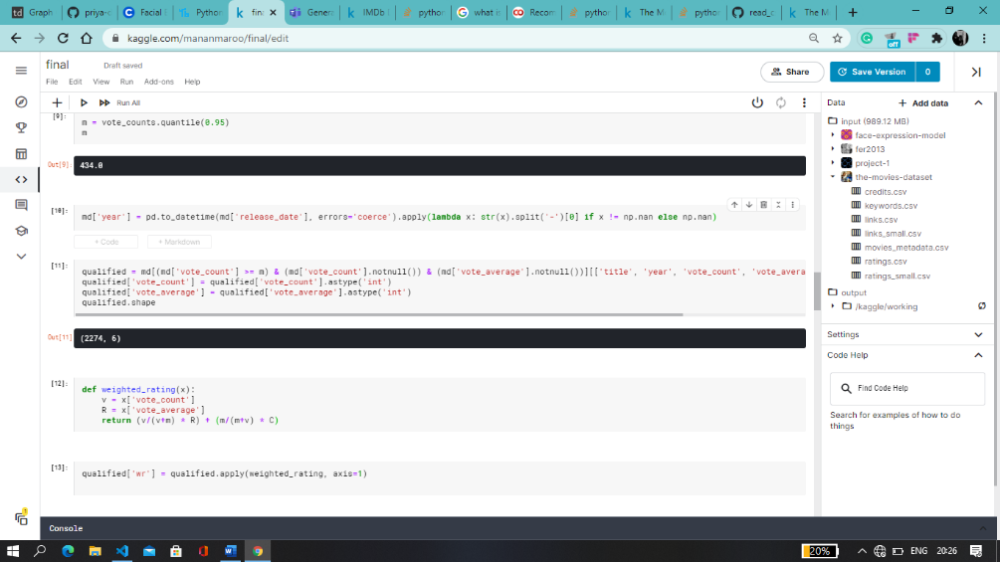 Graph
priya-c
Facial E
Python
fina
Genera
IMDb S
python
what is
Recom
python
The M
python
read_c
The M
kaggle.com/mananmaroo/final/edit
off
final
Draft saved
File Edit View Run Add-ons Help
Share
Save Version 0
Run All
Data
Add data
[9]:
m = vote_counts.quantile(0.95)
m
Out[9]
434.0
[10]:
md['year'] = pd.to_datetime(md['release_date'], errors='coerce').apply(lambda x: str(x).split('-')[0] if x != np.nan else np.nan)
+ Code
+ Markdown
[11]:
qualified = md[(md['vote_count'] >= m) & (md['vote_count'].notnull()) & (md['vote_average'].notnull())][['title', 'year', 'vote_count', 'vote_avera
qualified['vote_count'] = qualified['vote_count'].astype('int')
qualified['vote_average'] = qualified['vote_average'].astype('int')
qualified.shape
Out[11]
(2274, 6)
[12]:
def weighted_rating(x):
v = x['vote_count']
R = x['vote_average']
return (v/(v+m) * R) + (m/(m+v) * C)
[13]:
qualified['wr'] = qualified.apply(weighted_rating, axis=1)
input (989.12 MB)
face-expression-model
fer2013
project-1
the-movies-dataset
credits.csv
keywords.csv
links.csv
links_small.csv
movies_metadata.csv
ratings.csv
ratings_small.csv
output
/kaggle/working
Settings
Code Help
Find Code Help
Search for examples of how to do
things
1
Console
20%
ENG
20:26